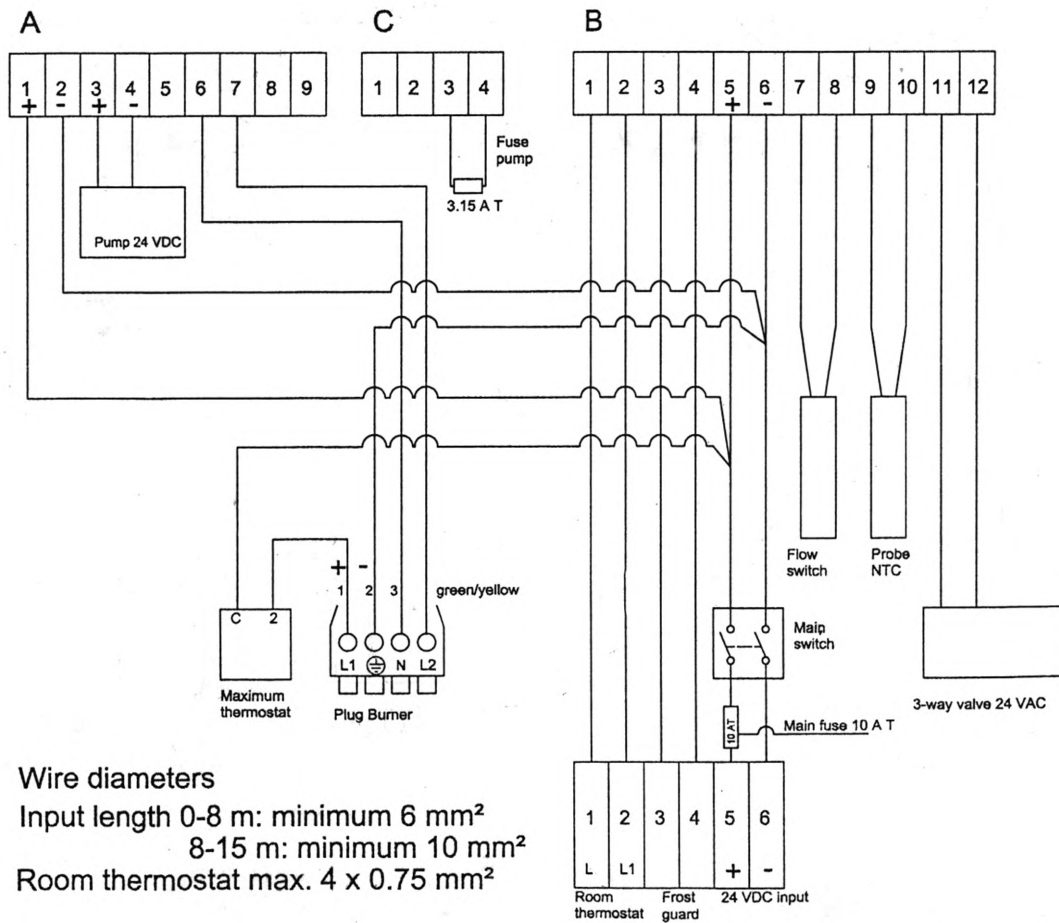 A C B
1 2 3 4 5 6 7 8 9
+ - + -
1 2 3 4
1 2 3 4 5 6 7 8 9 10 11 12
+ -
Fuse
pump
3.15 A T
Pump 24 VDC
+ -
1 2 3 green/yellow
C 2
L1 N L2
Maximum
thermostat
Plug Burner
Flow
switch
Probe
NTC
Main
switch
3-way valve 24 VAC
10 AT
Main fuse 10 A T
Wire diameters
Input length 0-8 m: minimum 6 mm²
8-15 m: minimum 10 mm²
Room thermostat max. 4 x 0.75 mm²
1 2 3 4 5 6
L L1 + -
Room
thermostat
Frost
guard
24 VDC input